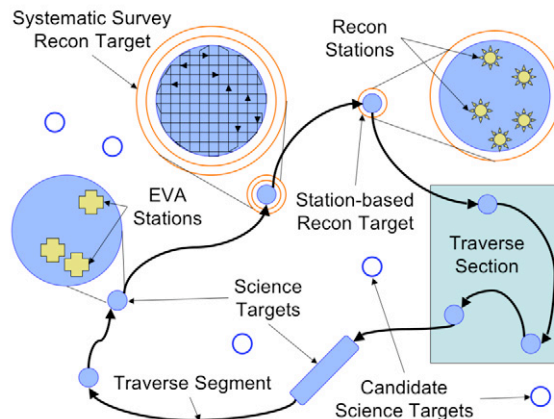 Systematic Survey
Recon Target
Recon
Stations
EVA
Stations
Station-based
Recon Target
Traverse
Section
Science
Targets
Traverse Segment
Candidate
Science Targets